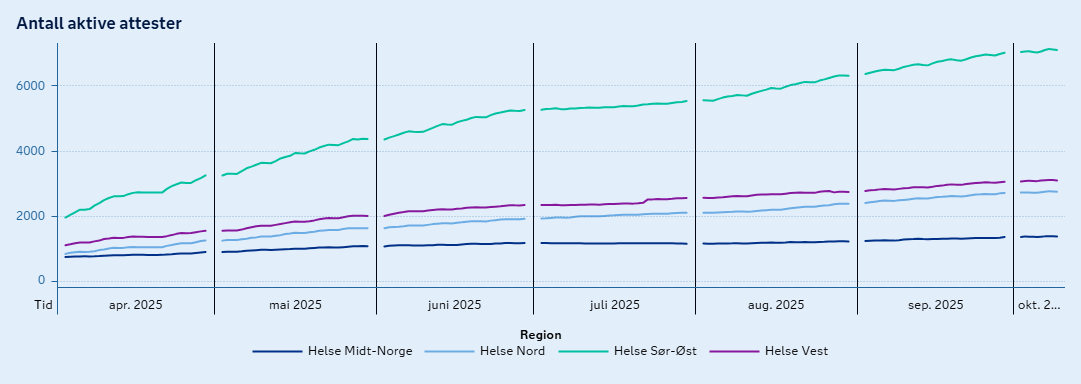 Antall aktive attester
6000
4000
2000
0
Tid apr. 2025 mai 2025 juni 2025 juli 2025 aug. 2025 sep. 2025 okt. 2...
Region
Helse Midt-Norge Helse Nord Helse Sør-Øst Helse Vest